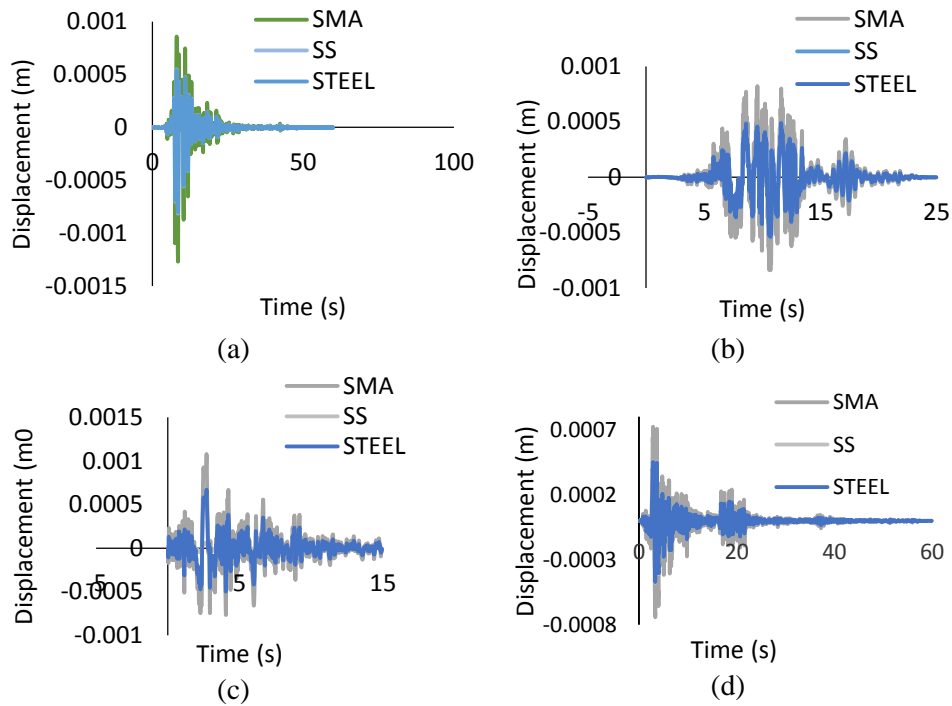 0.001
0.0005
0
-0.0005
-0.001
-0.0015
0
50
100
Displacement (m)
Time (s)
SMA
SS
STEEL
(a)
0.001
0.0005
0
-0.0005
-0.001
-5
5
15
25
Displacement (m)
Time (s)
SMA
SS
STEEL
(b)
0.0015
0.001
0.0005
0
-0.0005
-0.001
5
5
15
Displacement (m0
Time (s)
SMA
SS
STEEL
(c)
0.0007
0.0002
-0.0003
-0.0008
0
20
40
60
Displacement (m)
Time (s)
SMA
SS
STEEL
(d)